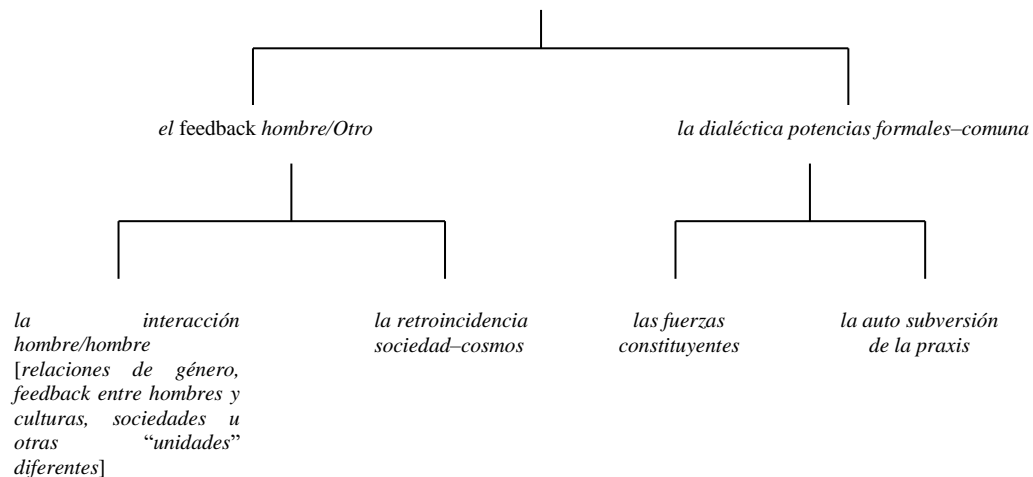 el feedback hombre/Otro
la dialéctica potencias formales–comuna
la interacción
hombre/hombre
[relaciones de género,
feedback entre hombres y
culturas, sociedades u
otras “unidades”
diferentes]
la retroincidencia
sociedad–cosmos
las fuerzas
constituyentes
la auto subversión
de la praxis